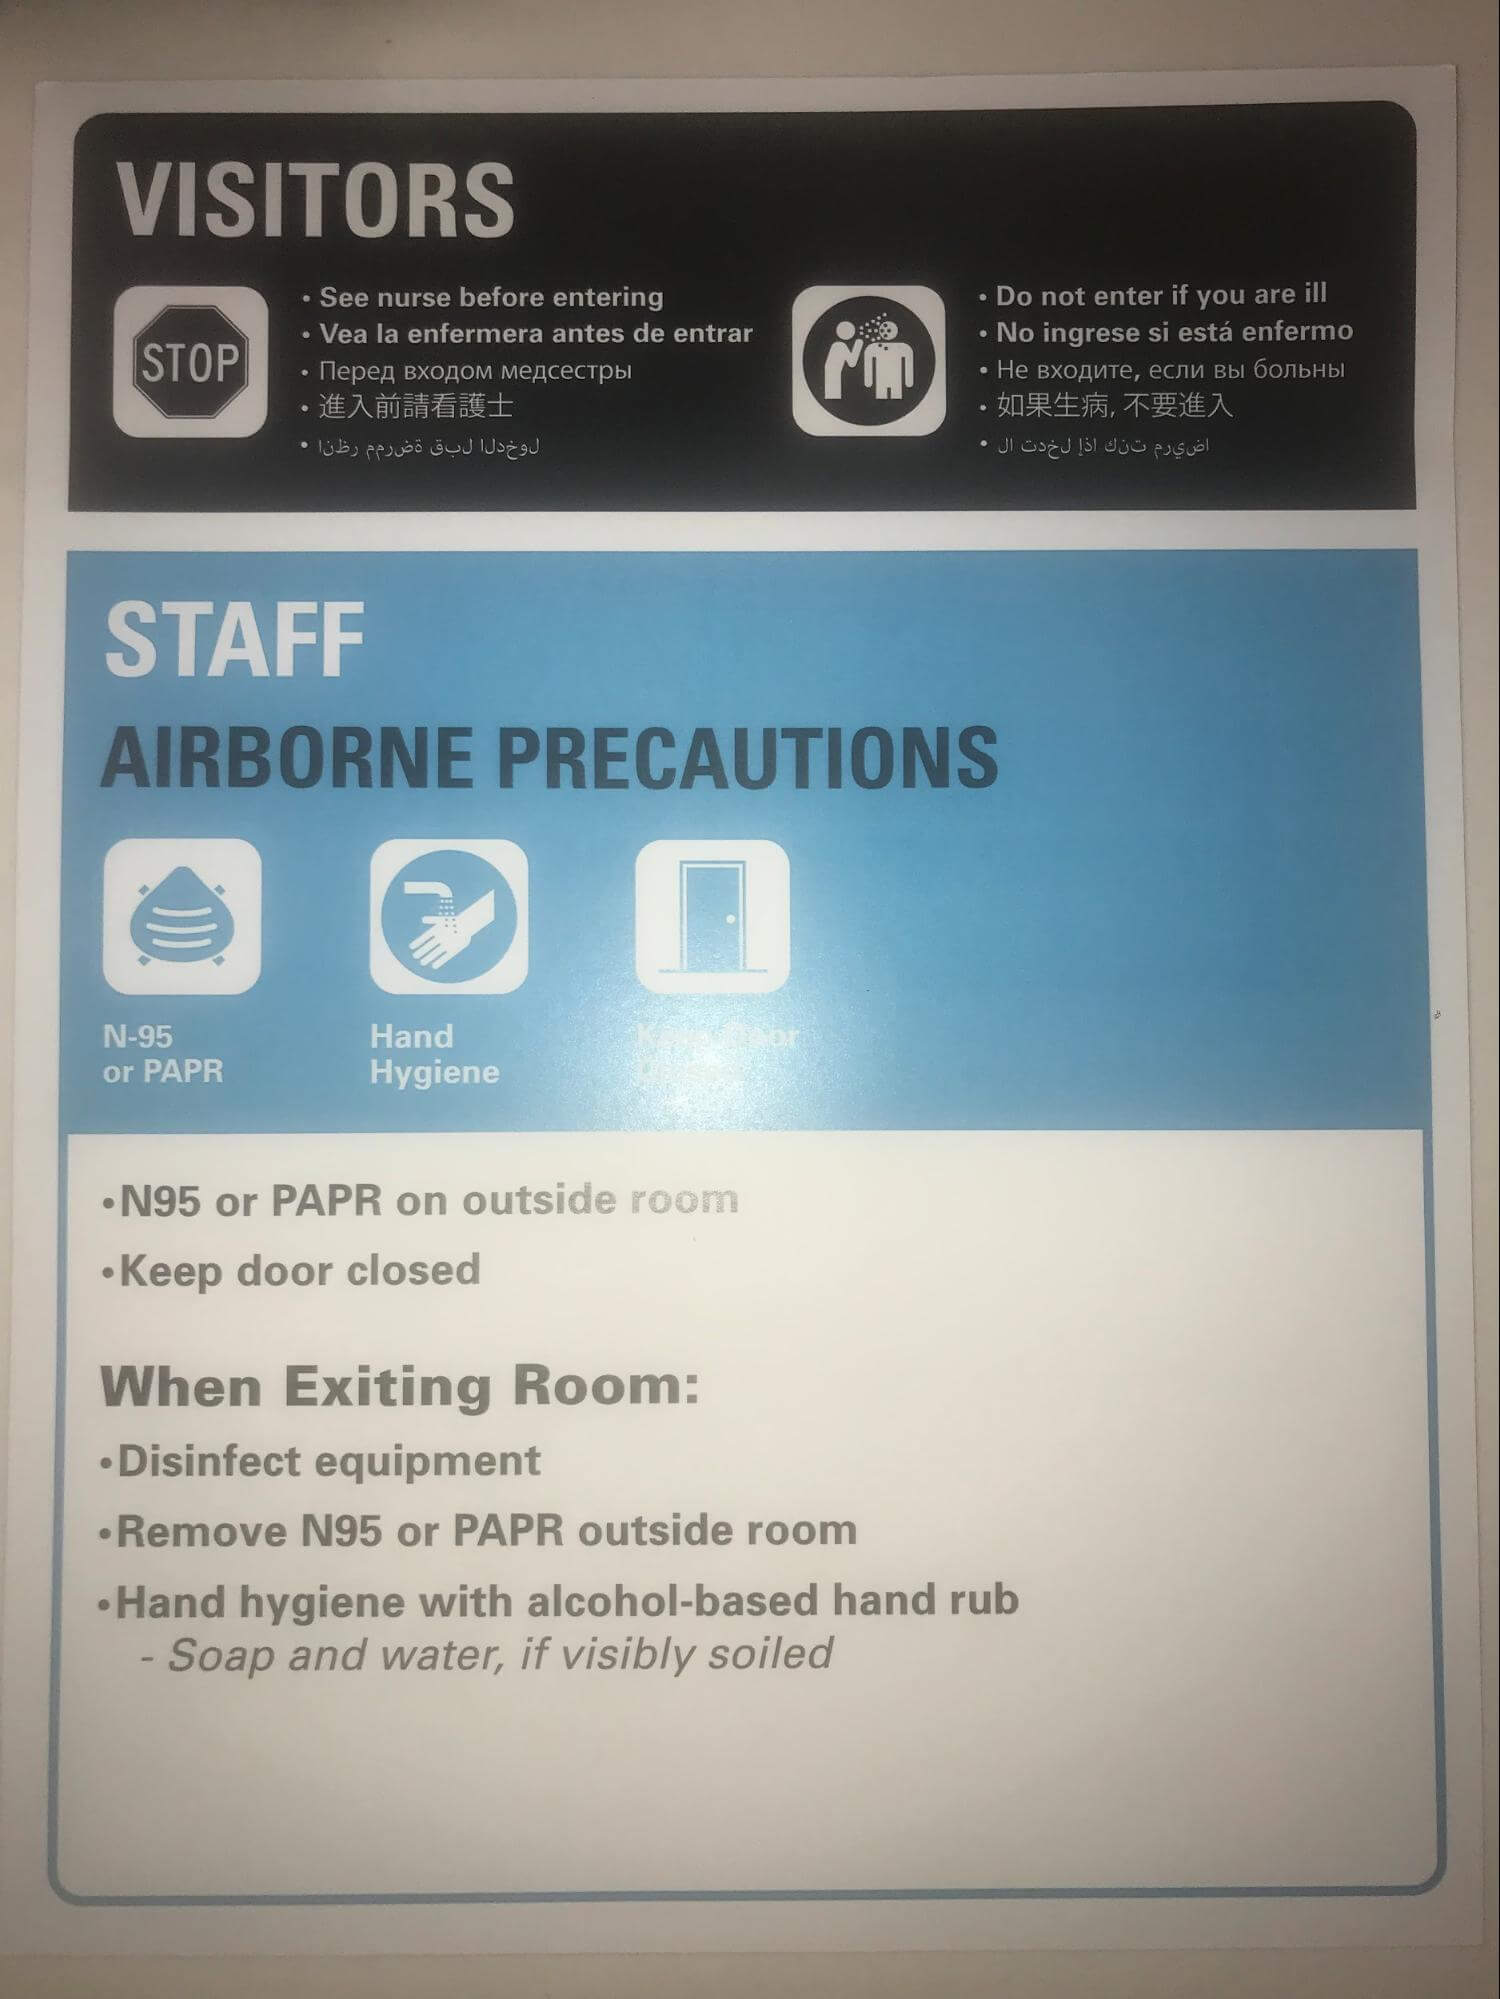 VISITORS
STOP
• See nurse before entering
• Vea la enfermera antes de entrar
• Перед входом медсестры
• 進入前請看護士
• انظر ممرضة قبل الدخول
• Do not enter if you are ill
• No ingrese si está enfermo
• Не входите, если вы больны
• 如果生病, 不要進入
• لا تدخل إذا كنت مريضا
STAFF
AIRBORNE PRECAUTIONS
N-95
or PAPR
Hand
Hygiene
•N95 or PAPR on outside room
•Keep door closed
When Exiting Room:
•Disinfect equipment
•Remove N95 or PAPR outside room
•Hand hygiene with alcohol-based hand rub
- Soap and water, if visibly soiled